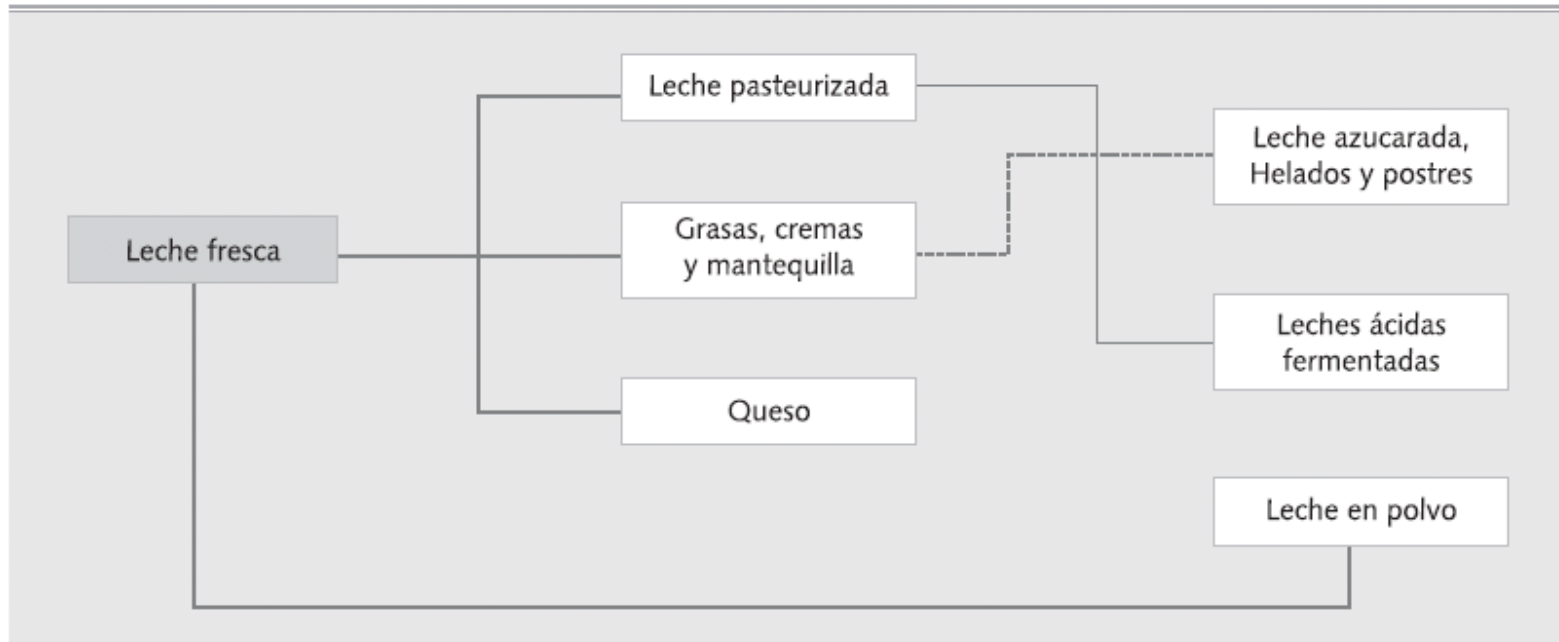 Leche fresca
Leche pasteurizada
Grasas, cremas
y mantequilla
Queso
Leche azucarada,
Helados y postres
Leches ácidas
fermentadas
Leche en polvo